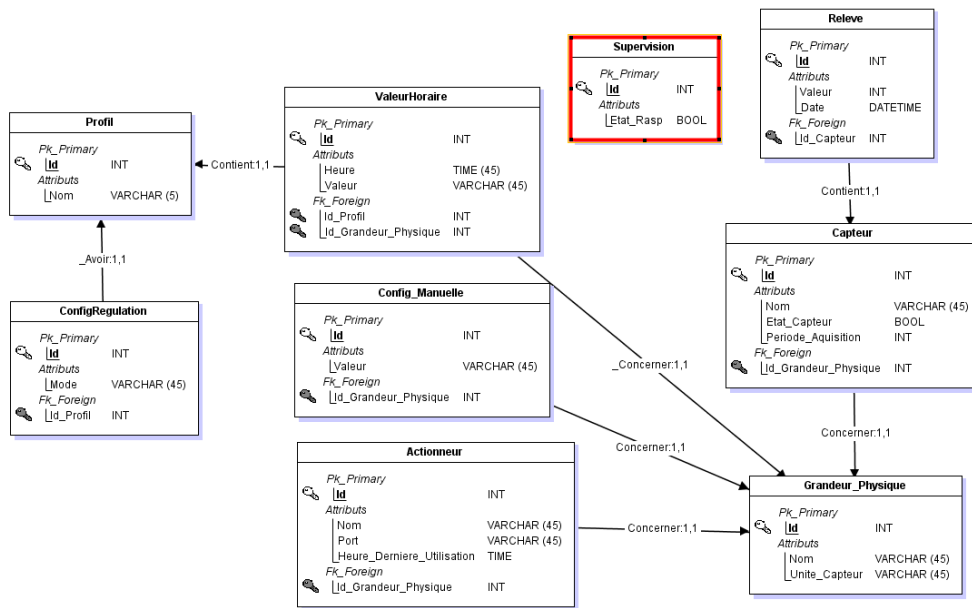 Profil
Pk_Primary
Id INT
Attributs
Nom VARCHAR (5)
_Avoir:1,1
ConfigRegulation
Pk_Primary
Id INT
Attributs
Mode VARCHAR (45)
Fk_Foreign
Id_Profil INT
Contient:1,1
ValeurHoraire
Pk_Primary
Id INT
Attributs
Heure TIME (45)
Valeur VARCHAR (45)
Fk_Foreign
Id_Profil INT
Id_Grandeur_Physique INT
Config_Manuelle
Pk_Primary
Id INT
Attributs
Valeur VARCHAR (45)
Fk_Foreign
Id_Grandeur_Physique INT
Actionneur
Pk_Primary
Id INT
Attributs
Nom VARCHAR (45)
Port VARCHAR (45)
Heure_Derniere_Utilisation TIME
Fk_Foreign
Id_Grandeur_Physique INT
Supervision
Pk_Primary
Id INT
Attributs
Etat_Rasp BOOL
Releve
Pk_Primary
Id INT
Attributs
Valeur INT
Date DATETIME
Fk_Foreign
Id_Capteur INT
Contient:1,1
Capteur
Pk_Primary
Id INT
Attributs
Nom VARCHAR (45)
Etat_Capteur BOOL
Periode_Aquisition INT
Fk_Foreign
Id_Grandeur_Physique INT
_Concerner:1,1
Concerner:1,1
Concerner:1,1
Concerner:1,1
Grandeur_Physique
Pk_Primary
Id INT
Attributs
Nom VARCHAR (45)
Unite_Capteur VARCHAR (45)